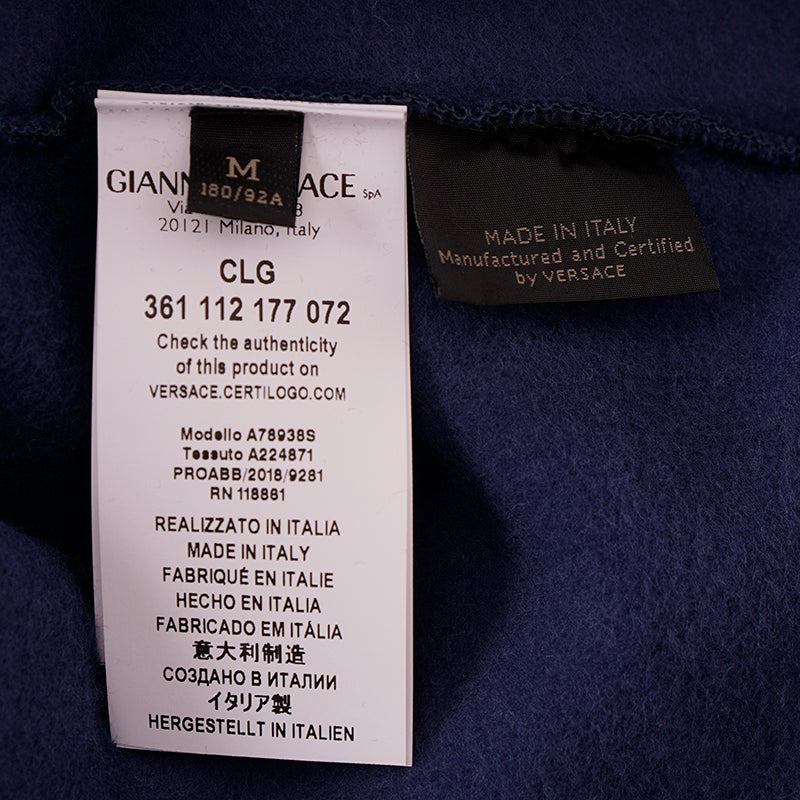 M
180/92A
GIANN ACE SpA
20121 Milano, Italy
CLG
361 112 177 072
Check the authenticity
of this product on
VERSACE.CERTILOGO.COM
Modello A78938S
Tessuto A224871
PROABB/2018/9281
RN 118881
REALIZZATO IN ITALIA
MADE IN ITALY
FABRIQUÉ EN ITALIE
HECHO EN ITALIA
FABRICADO EM ITÁLIA
意大利制造
СОЗДАНО В ИТАЛИИ
イタリア製
HERGESTELLT IN ITALIEN
MADE IN ITALY
Manufactured and Certified
by VERSACE